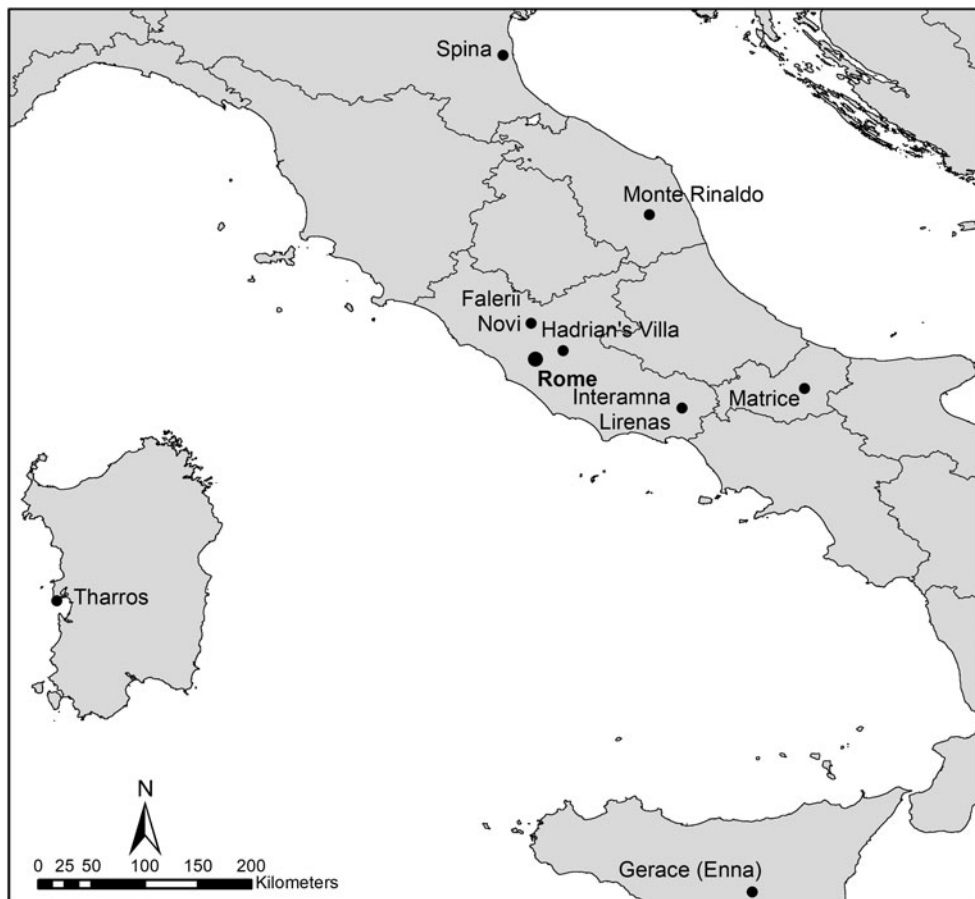 Spina
Monte Rinaldo
Falerii
Novi
Hadrian's Villa
Rome
Interamna
Lirenas
Matrice
Tharros
N
0 25 50 100 150 200
Kilometers
Gerace (Enna)